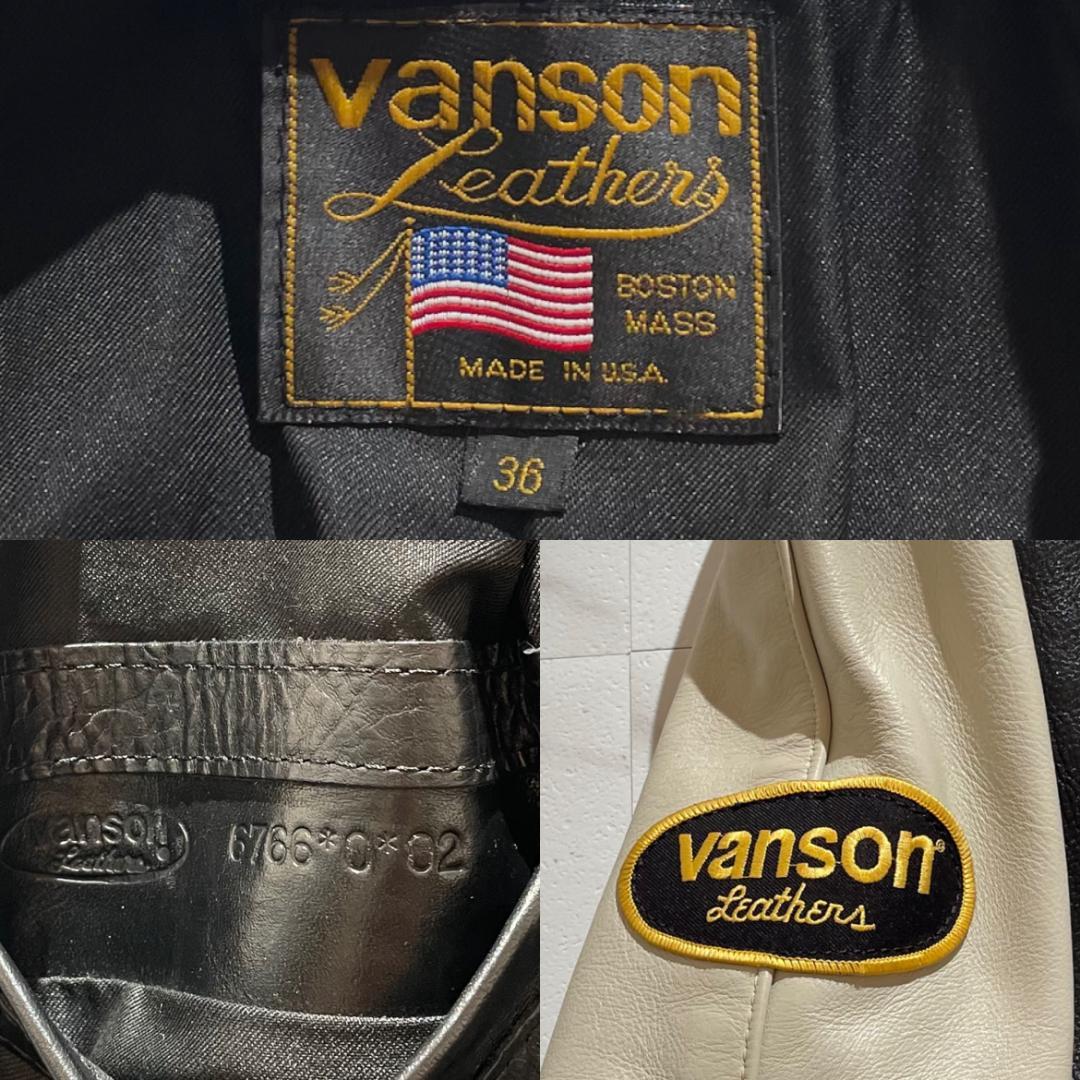 vanson
Leathers
BOSTON
MASS
MADE IN U.S.A.
36
vanson
Leathers
6766*0*02
vanson®
Leathers